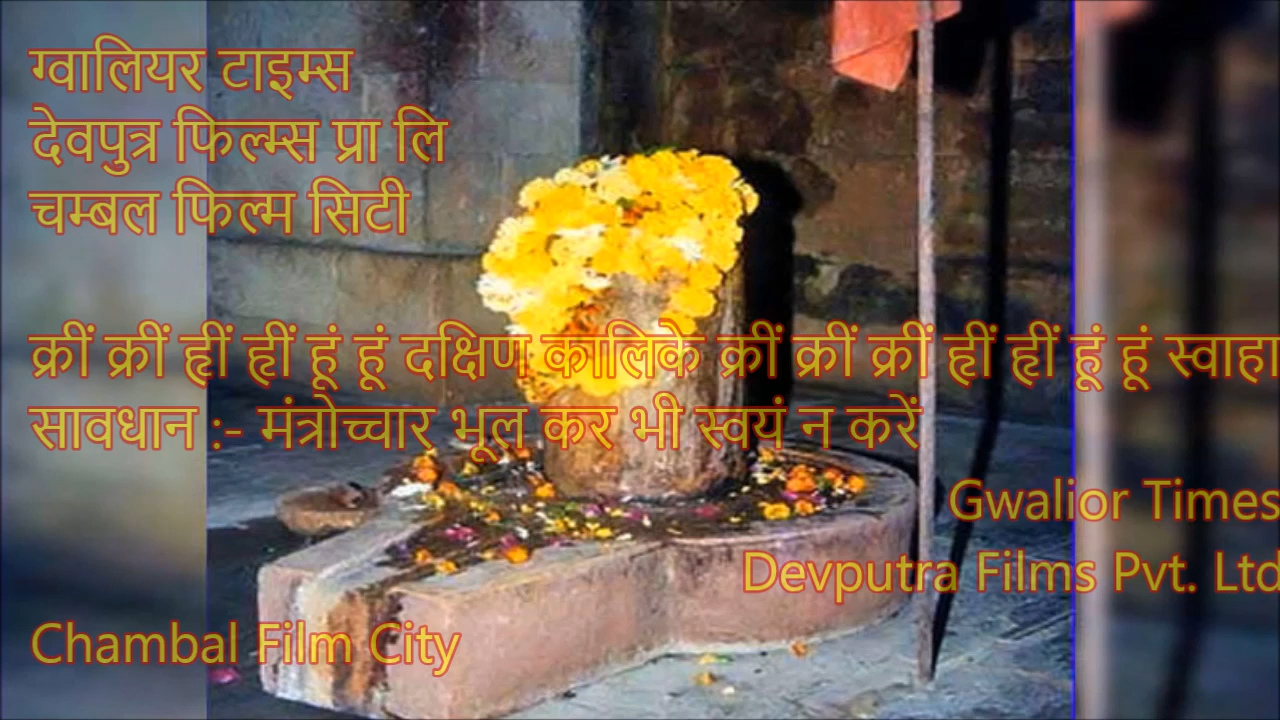 ग्वालियर टाइम्स
देवपुत्र फिल्म्स प्रा लि
चम्बल फिल्म सिटी
क्रीं क्रीं हृीं हृीं हूं हूं दक्षिण कालिके क्रीं क्रीं क्रीं हृीं हृीं हूं हूं स्वाहा
सावधान :- मंत्रोच्चार भूल कर भी स्वयं न करें
Gwalior Times
Devputra Films Pvt. Ltd
Chambal Film City